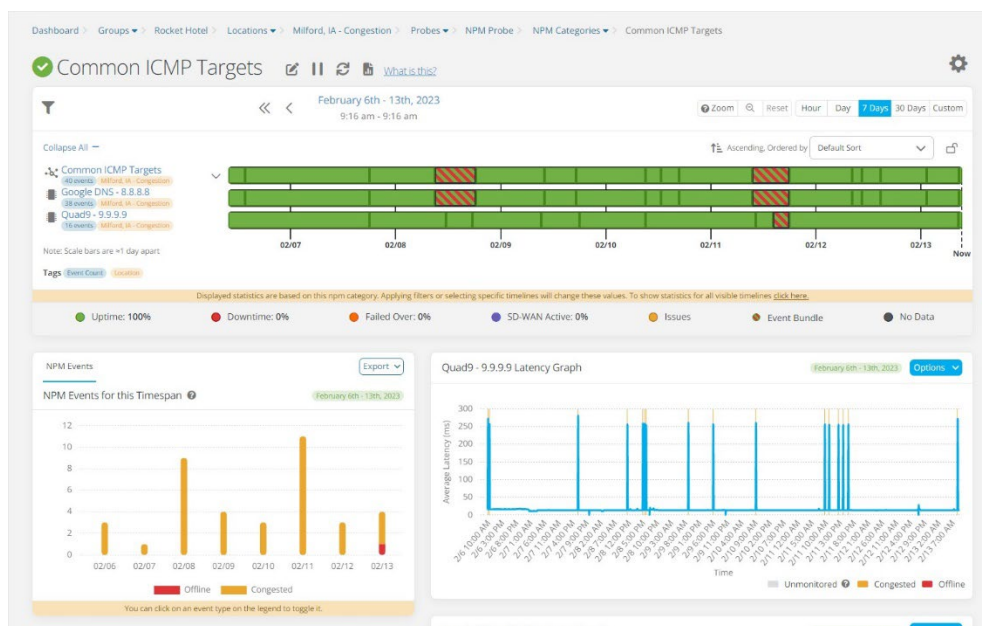 Dashboard > Groups > Rocket Hotel > Locations > Milford, IA - Congestion > Probes > NPM Probe > NPM Categories > Common ICMP Targets
Common ICMP Targets What is this?
February 6th - 13th, 2023
9:16 am - 9:16 am
Zoom Reset Hour Day 7 Days 30 Days Custom
Collapse All −
Ascending, Ordered by Default Sort
Common ICMP Targets
40 events Milford, IA - Congestion
Google DNS - 8.8.8.8
38 events Milford, IA - Congestion
Quad9 - 9.9.9.9
16 events Milford, IA - Congestion
02/07 02/08 02/09 02/10 02/11 02/12 02/13
Now
Note: Scale bars are ≈1 day apart
Tags Event Count Location
Displayed statistics are based on this npm category. Applying filters or selecting specific timelines will change these values. To show statistics for all visible timelines click here.
Uptime: 100% Downtime: 0% Failed Over: 0% SD-WAN Active: 0% Issues Event Bundle No Data
NPM Events Export
NPM Events for this Timespan February 6th - 13th, 2023
12
10
8
6
4
2
0
02/06 02/07 02/08 02/09 02/10 02/11 02/12 02/13
Offline Congested
You can click on an event type on the legend to toggle it.
Quad9 - 9.9.9.9 Latency Graph February 6th - 13th, 2023 Options
Average Latency (ms)
300
250
200
150
100
50
0
Time
Unmonitored Congested Offline